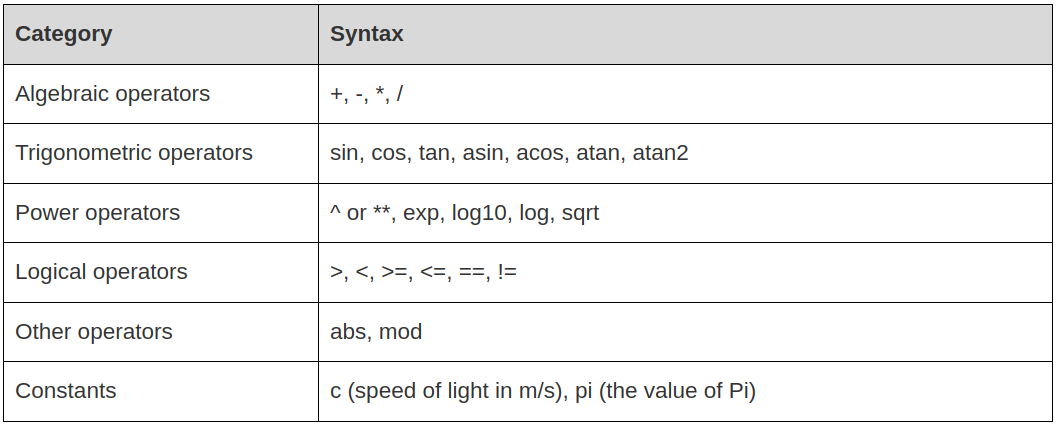 Category Syntax
Algebraic operators +, -, *, /
Trigonometric operators sin, cos, tan, asin, acos, atan, atan2
Power operators ^ or **, exp, log10, log, sqrt
Logical operators >, <, >=, <=, ==, !=
Other operators abs, mod
Constants c (speed of light in m/s), pi (the value of Pi)